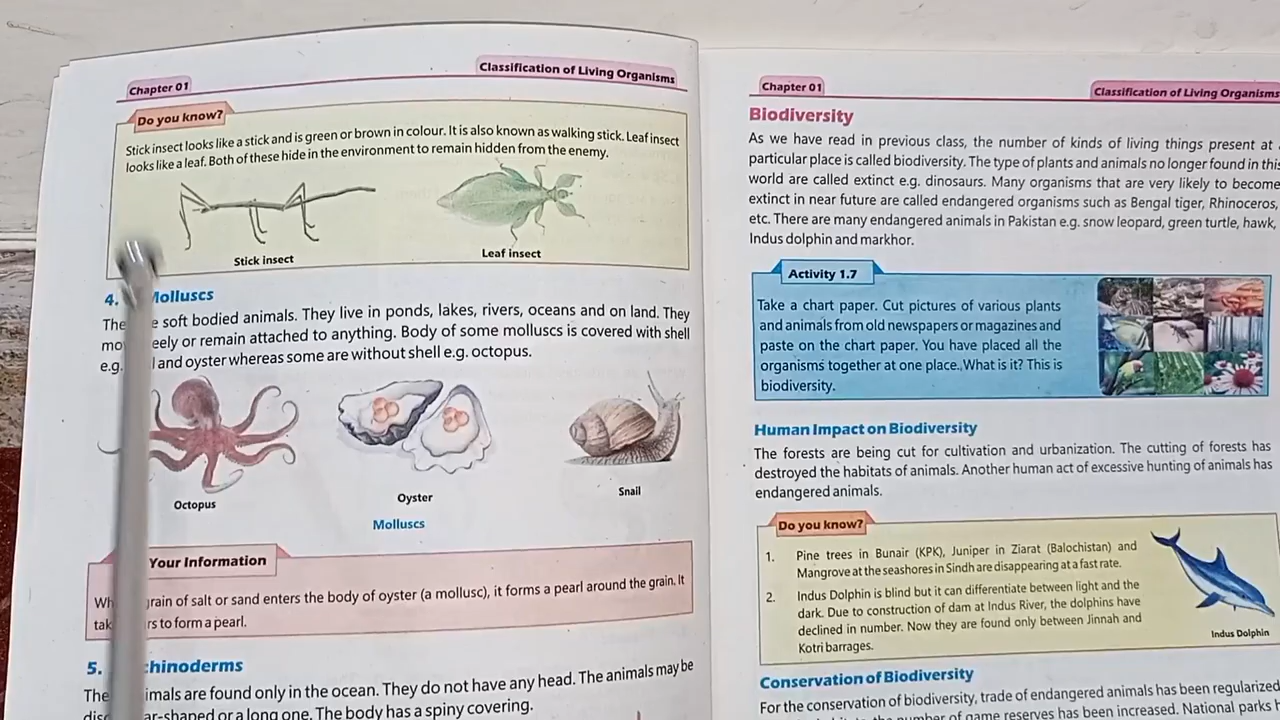 Chapter 01
Classification of Living Organisms
Do you know?
Stick insect looks like a stick and is green or brown in colour. It is also known as walking stick. Leaf insect
looks like a leaf. Both of these hide in the environment to remain hidden from the enemy.
Stick insect
Leaf insect
4. Molluscs
The soft bodied animals. They live in ponds, lakes, rivers, oceans and on land. They
or remain attached to anything. Body of some molluscs is covered with shell
e.g. and oyster whereas some are without shell e.g. octopus.
Octopus
Oyster
Snail
Molluscs
Your Information
grain of salt or sand enters the body of oyster (a mollusc), it forms a pearl around the grain. It
to form a pearl.
5. chinoderms
are found only in the ocean. They do not have any head. The animals may be
ar-shaped or a long one. The body has a spiny covering.
Chapter 01
Classification of Living Organisms
Biodiversity
As we have read in previous class, the number of kinds of living things present at
particular place is called biodiversity. The type of plants and animals no longer found in this
world are called extinct e.g. dinosaurs. Many organisms that are very likely to become
extinct in near future are called endangered organisms such as Bengal tiger, Rhinoceros,
etc. There are many endangered animals in Pakistan e.g. snow leopard, green turtle, hawk,
Indus dolphin and markhor.
Activity 1.7
Take a chart paper. Cut pictures of various plants
and animals from old newspapers or magazines and
paste on the chart paper. You have placed all the
organisms together at one place. What is it? This is
biodiversity.
Human Impact on Biodiversity
The forests are being cut for cultivation and urbanization. The cutting of forests has
destroyed the habitats of animals. Another human act of excessive hunting of animals has
endangered animals.
Do you know?
1. Pine trees in Bunair (KPK), Juniper in Ziarat (Balochistan) and
Mangrove at the seashores in Sindh are disappearing at a fast rate.
2. Indus Dolphin is blind but it can differentiate between light and the
dark. Due to construction of dam at Indus River, the dolphins have
declined in number. Now they are found only between Jinnah and
Kotri barrages.
Indus Dolphin
Conservation of Biodiversity
For the conservation of biodiversity, trade of endangered animals has been regularized
number of game reserves has been increased. National parks